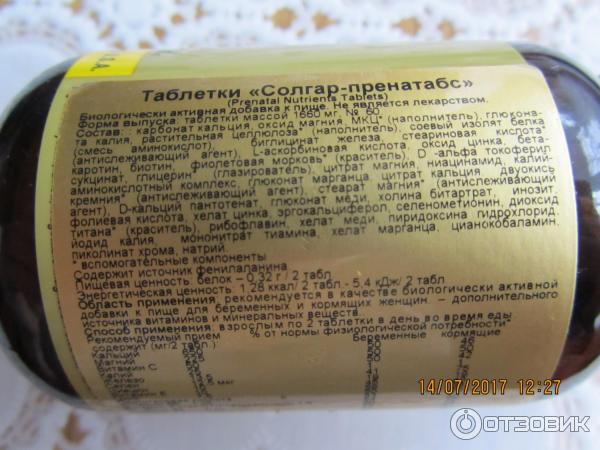 Таблетки «Солгар-пренатабс»
(Prenatal Nutrients Tablets)
Биологически активная добавка к пище. Не является лекарством.
Форма выпуска: таблетки массой 1660 мг, № 60
Состав: карбонат кальция, оксид магния, МКЦ* (наполнитель), глюкона-
та калия, растительная целлюлоза* (наполнитель), соевый изолят белка
(смесь аминокислот), биглицинат железа, стеариновая кислота*
(антислеживающий агент), L-аскорбиновая кислота, оксид цинка, бета-
каротин, биотин, фиолетовая морковь* (краситель), D-альфа токоферил
сукцинат, глицерин* (глазирователь), цитрат магния, ниацинамид, калий-
аминокислотный комплекс, глюконат марганца, цитрат кальция, двуокись
кремния* (антислеживающий агент), стеарат магния* (антислеживающий
агент), D-кальций пантотенат, глюконат меди, холина битартрат, инозит,
фолиевая кислота, хелат цинка, эргокальциферол, селенометионин, диоксид
титана* (краситель), рибофлавин, хелат меди, пиридоксина гидрохлорид,
йодид калия, мононитрат тиамина, хелат марганца, цианокобаламин,
пиколинат хрома, натрий.
* вспомогательные компоненты
Содержит источник фенилаланина
Пищевая ценность: белок – 0,32 г / 2 табл.
Энергетическая ценность: 1,28 ккал/ 2 табл.- 5,4 кДж/ 2 табл.
Область применения: рекомендуется в качестве биологически активной
добавки к пище для беременных и кормящих женщин, – дополнительного
источника витаминов и минеральных веществ.
Способ применения: взрослым по 2 таблетки в день во время еды
Рекомендуемый прием % от нормы физиологической потребности*
содержит (мг/2 табл.) Беременные кормящие
Кальций
Магний
Витамин С
Калий
Железо
14/07/2017 12:27
ОТЗОВИК